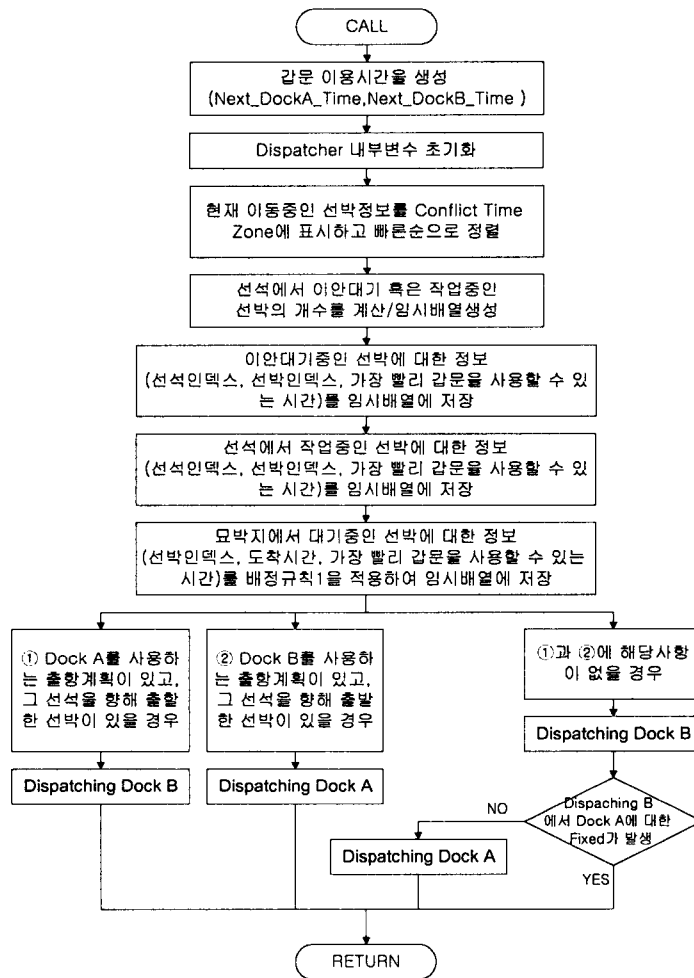 CALL
갑문 이용시간을 생성
(Next_DockA_Time,Next_DockB_Time )
Dispatcher 내부변수 초기화
현재 이동중인 선박정보를 Conflict Time
Zone에 표시하고 빠른순으로 정렬
선석에서 이안대기 혹은 작업중인
선박의 개수를 계산/임시배열생성
이안대기중인 선박에 대한 정보
(선석인덱스, 선박인덱스, 가장 빨리 갑문을 사용할 수 있
는 시간)를 임시배열에 저장
선석에서 작업중인 선박에 대한 정보
(선석인덱스, 선박인덱스, 가장 빨리 갑문을 사용할 수 있
는 시간)를 임시배열에 저장
묘박지에서 대기중인 선박에 대한 정보
(선박인덱스, 도착시간, 가장 빨리 갑문을 사용할 수 있는
시간)를 배정규칙1을 적용하여 임시배열에 저장
① Dock A를 사용하
는 출항계획이 있고,
그 선석을 향해 출발
한 선박이 있을 경우
② Dock B를 사용하
는 출항계획이 있고,
그 선석을 향해 출발
한 선박이 있을 경우
①과 ②에 해당사항
이 없을 경우
Dispatching Dock B
Dispatching Dock A
Dispatching Dock B
Dispaching B
에서 Dock A에 대한
Fixed가 발생
NO
Dispatching Dock A
YES
RETURN